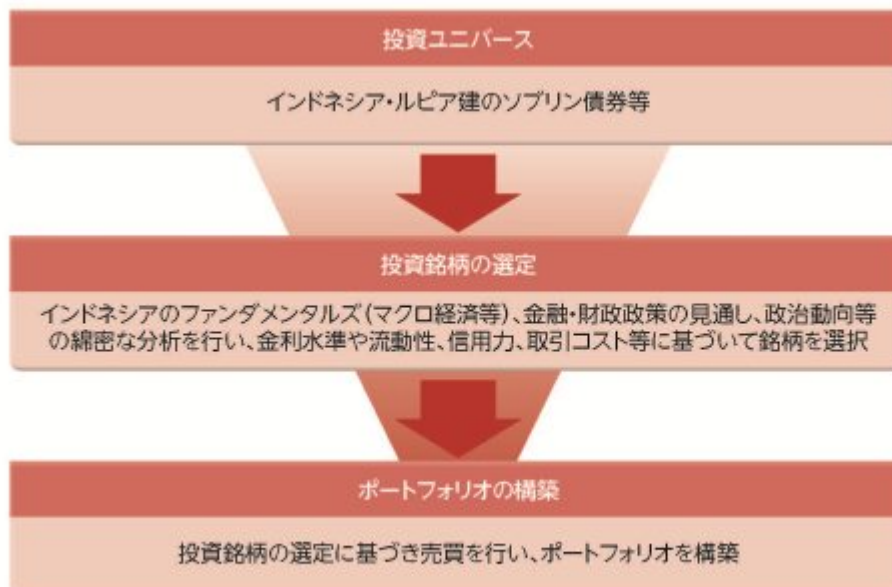 投資ユニバース
インドネシア・ルピア建のソブリン債券等
投資銘柄の選定
インドネシアのファンダメンタルズ(マクロ経済等)、金融・財政政策の見通し、政治動向等
の綿密な分析を行い、金利水準や流動性、信用力、取引コスト等に基づいて銘柄を選択
ポートフォリオの構築
投資銘柄の選定に基づき売買を行い、ポートフォリオを構築